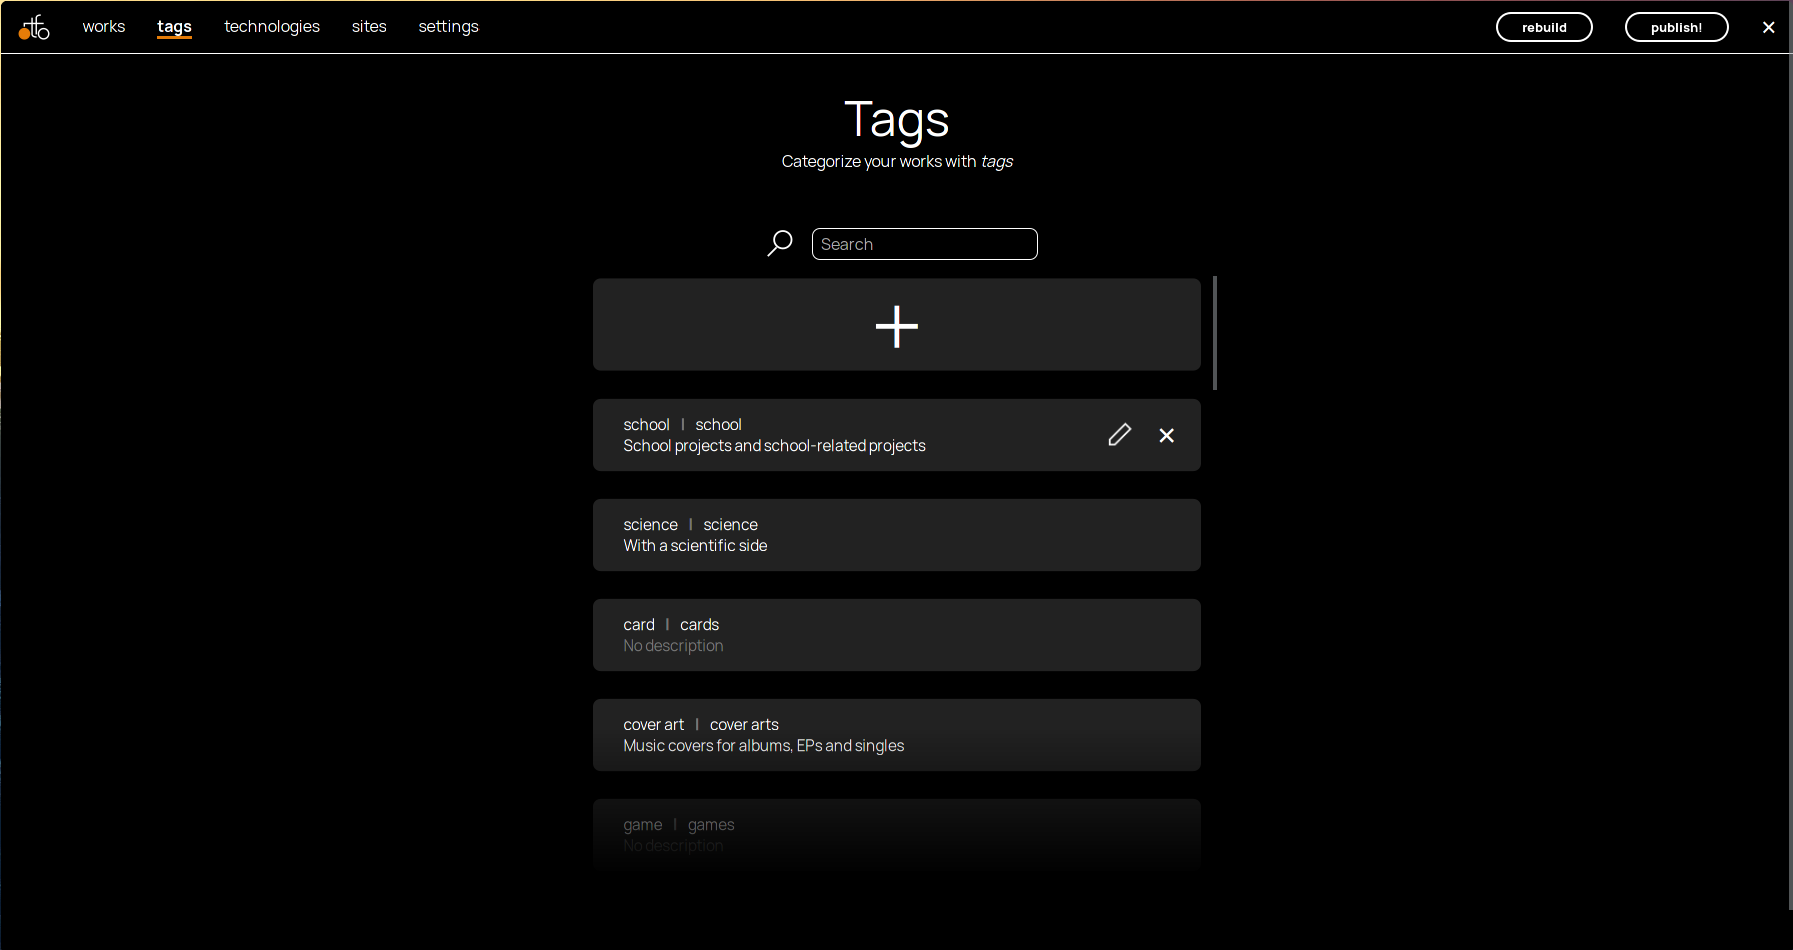 works tags technologies sites settings rebuild publish!
Tags
Categorize your works with tags
Search
school | school
School projects and school-related projects
science | science
With a scientific side
card | cards
No description
cover art | cover arts
Music covers for albums, EPs and singles
game | games
No description